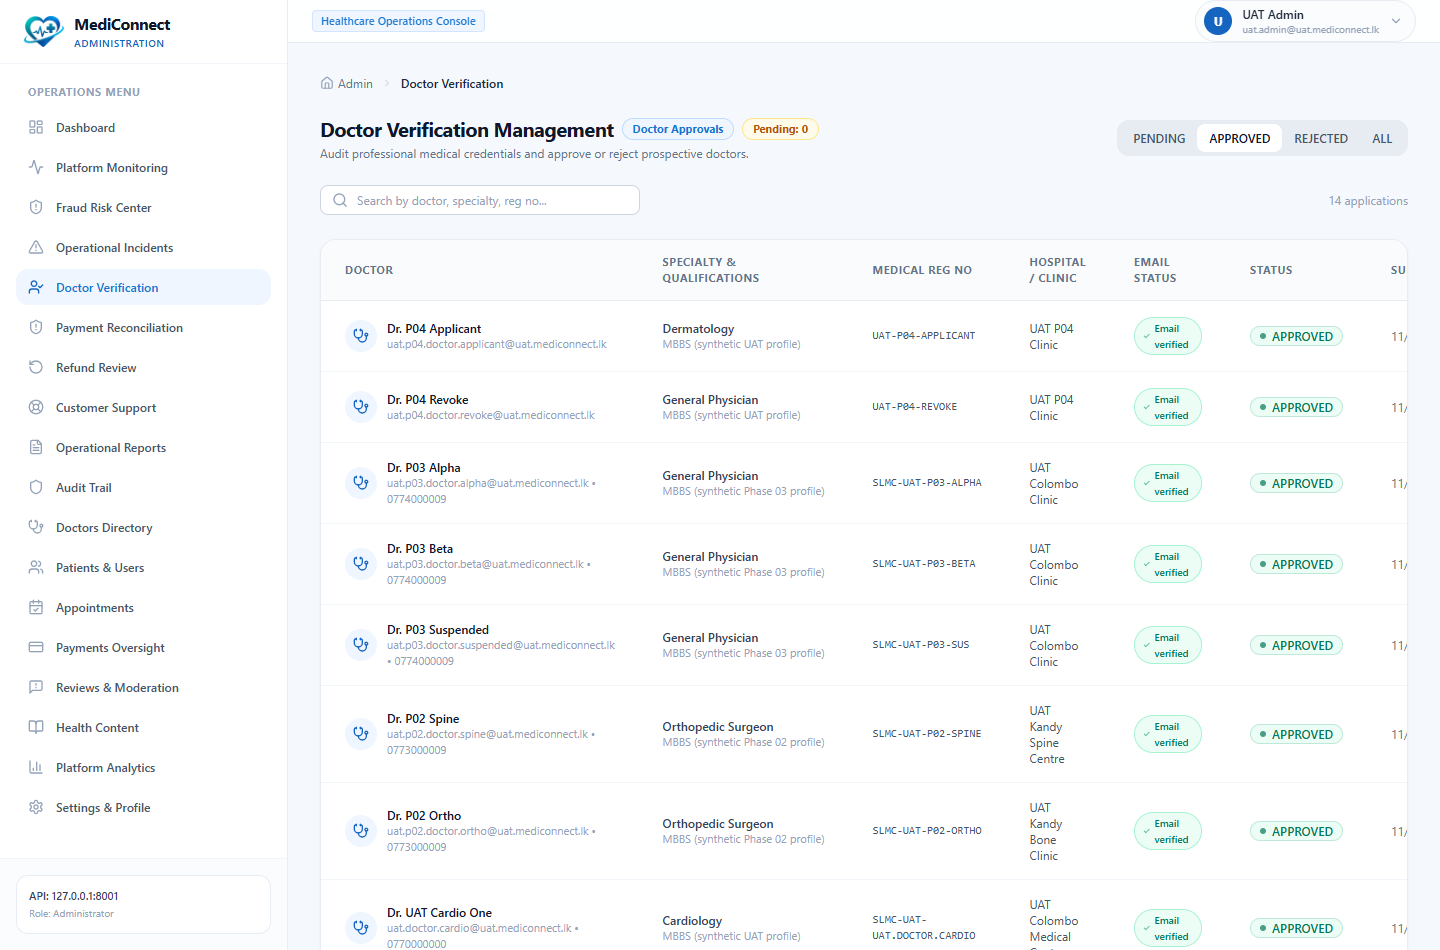 MediConnect
ADMINISTRATION
OPERATIONS MENU
Dashboard
Platform Monitoring
Fraud Risk Center
Operational Incidents
Doctor Verification
Payment Reconciliation
Refund Review
Customer Support
Operational Reports
Audit Trail
Doctors Directory
Patients & Users
Appointments
Payments Oversight
Reviews & Moderation
Health Content
Platform Analytics
Settings & Profile
API: 127.0.0.1:8001
Role: Administrator
Healthcare Operations Console
U
UAT Admin
uat.admin@uat.mediconnect.lk
Admin
Doctor Verification
Doctor Verification Management
Doctor Approvals
Pending: 0
Audit professional medical credentials and approve or reject prospective doctors.
PENDING
APPROVED
REJECTED
ALL
Search by doctor, specialty, reg no...
14 applications
DOCTOR
SPECIALTY &
QUALIFICATIONS
MEDICAL REG NO
HOSPITAL
/ CLINIC
EMAIL
STATUS
STATUS
SU
Dr. P04 Applicant
uat.p04.doctor.applicant@uat.mediconnect.lk
Dermatology
MBBS (synthetic UAT profile)
UAT-P04-APPLICANT
UAT P04
Clinic
Email
verified
APPROVED
11/
Dr. P04 Revoke
uat.p04.doctor.revoke@uat.mediconnect.lk
General Physician
MBBS (synthetic UAT profile)
UAT-P04-REVOKE
UAT P04
Clinic
Email
verified
APPROVED
11/
Dr. P03 Alpha
uat.p03.doctor.alpha@uat.mediconnect.lk •
0774000009
General Physician
MBBS (synthetic Phase 03 profile)
SLMC-UAT-P03-ALPHA
UAT
Colombo
Clinic
Email
verified
APPROVED
11/
Dr. P03 Beta
uat.p03.doctor.beta@uat.mediconnect.lk •
0774000009
General Physician
MBBS (synthetic Phase 03 profile)
SLMC-UAT-P03-BETA
UAT
Colombo
Clinic
Email
verified
APPROVED
11/
Dr. P03 Suspended
uat.p03.doctor.suspended@uat.mediconnect.lk
• 0774000009
General Physician
MBBS (synthetic Phase 03 profile)
SLMC-UAT-P03-SUS
UAT
Colombo
Clinic
Email
verified
APPROVED
11/
Dr. P02 Spine
uat.p02.doctor.spine@uat.mediconnect.lk •
0773000009
Orthopedic Surgeon
MBBS (synthetic Phase 02 profile)
SLMC-UAT-P02-SPINE
UAT
Kandy
Spine
Centre
Email
verified
APPROVED
11/
Dr. P02 Ortho
uat.p02.doctor.ortho@uat.mediconnect.lk •
0773000009
Orthopedic Surgeon
MBBS (synthetic Phase 02 profile)
SLMC-UAT-P02-ORTHO
UAT
Kandy
Bone
Clinic
Email
verified
APPROVED
11/
Dr. UAT Cardio One
uat.doctor.cardio@uat.mediconnect.lk •
0770000000
Cardiology
MBBS (synthetic UAT profile)
SLMC-UAT-
UAT.DOCTOR.CARDIO
UAT
Colombo
Medical
Email
verified
APPROVED
11/